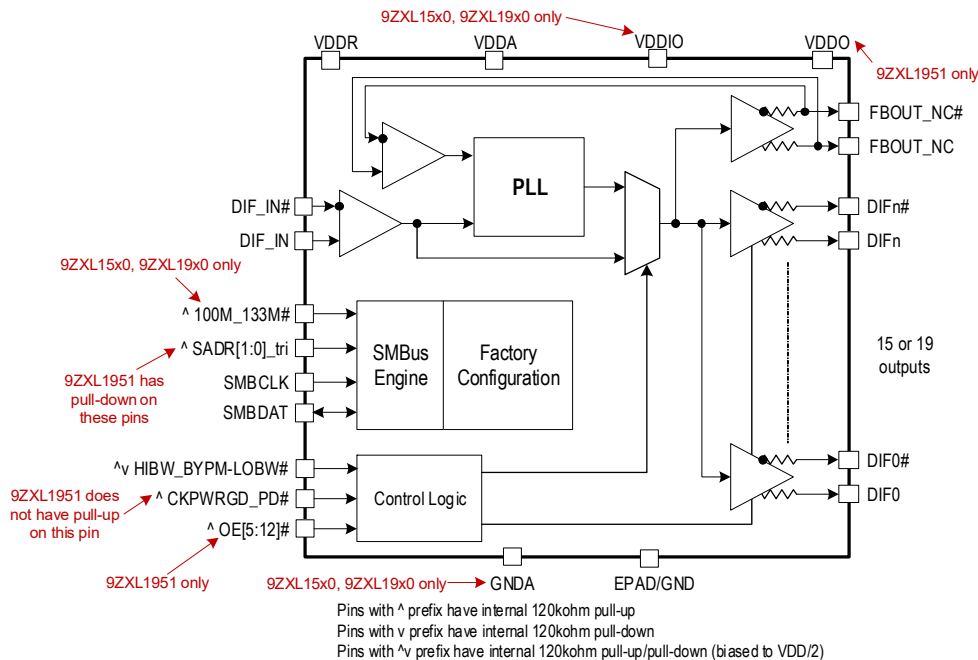 9ZXL15x0, 9ZXL19x0 only
VDDR
VDDA
VDDIO
VDDO
9ZXL1951 only
FBOUT_NC#
FBOUT_NC
PLL
DIF_IN#
DIF_IN
DIFn#
DIFn
9ZXL15x0, 9ZXL19x0 only
^ 100M_133M#
^ SADR[1:0]_tri
SMBCLK
SMBDAT
9ZXL1951 has
pull-down on
these pins
SMBus
Engine
Factory
Configuration
15 or 19
outputs
^v HIBW_BYPM-LOBW#
^ CKPWRGD_PD#
^ OE[5:12]#
9ZXL1951 does
not have pull-up
on this pin
9ZXL1951 only
Control Logic
DIF0#
DIF0
9ZXL15x0, 9ZXL19x0 only
GNDA
EPAD/GND
Pins with ^ prefix have internal 120kohm pull-up
Pins with v prefix have internal 120kohm pull-down
Pins with ^v prefix have internal 120kohm pull-up/pull-down (biased to VDD/2)